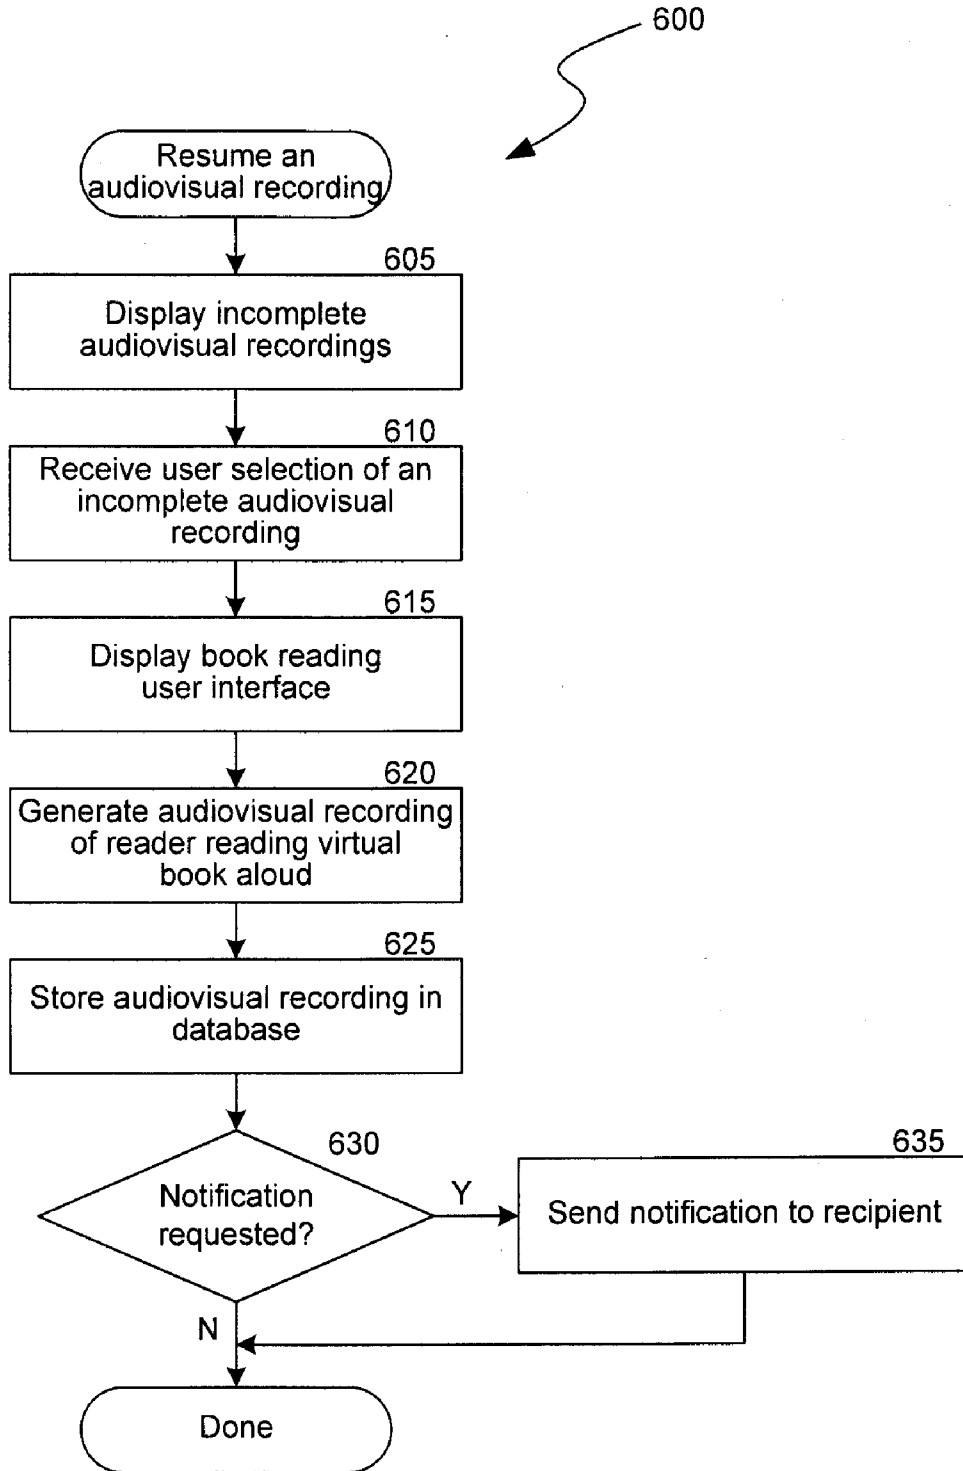 600
Resume an
audiovisual recording
605
Display incomplete
audiovisual recordings
610
Receive user selection of an
incomplete audiovisual
recording
615
Display book reading
user interface
620
Generate audiovisual recording
of reader reading virtual
book aloud
625
Store audiovisual recording in
database
630
Notification
requested?
Y
635
Send notification to recipient
N
Done